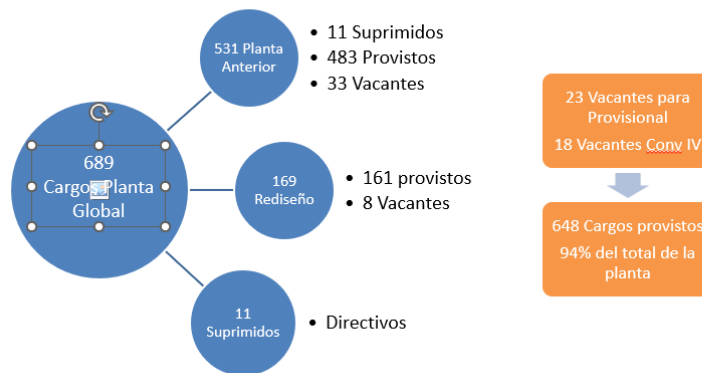 531 Planta
Anterior
• 11 Suprimidos
• 483 Provistos
• 33 Vacantes
689
Cargos Planta
Global
169
Rediseño
• 161 provistos
• 8 Vacantes
11
Suprimidos
• Directivos
23 Vacantes para
Provisional
18 Vacantes Conv IV
648 Cargos provistos
94% del total de la
planta